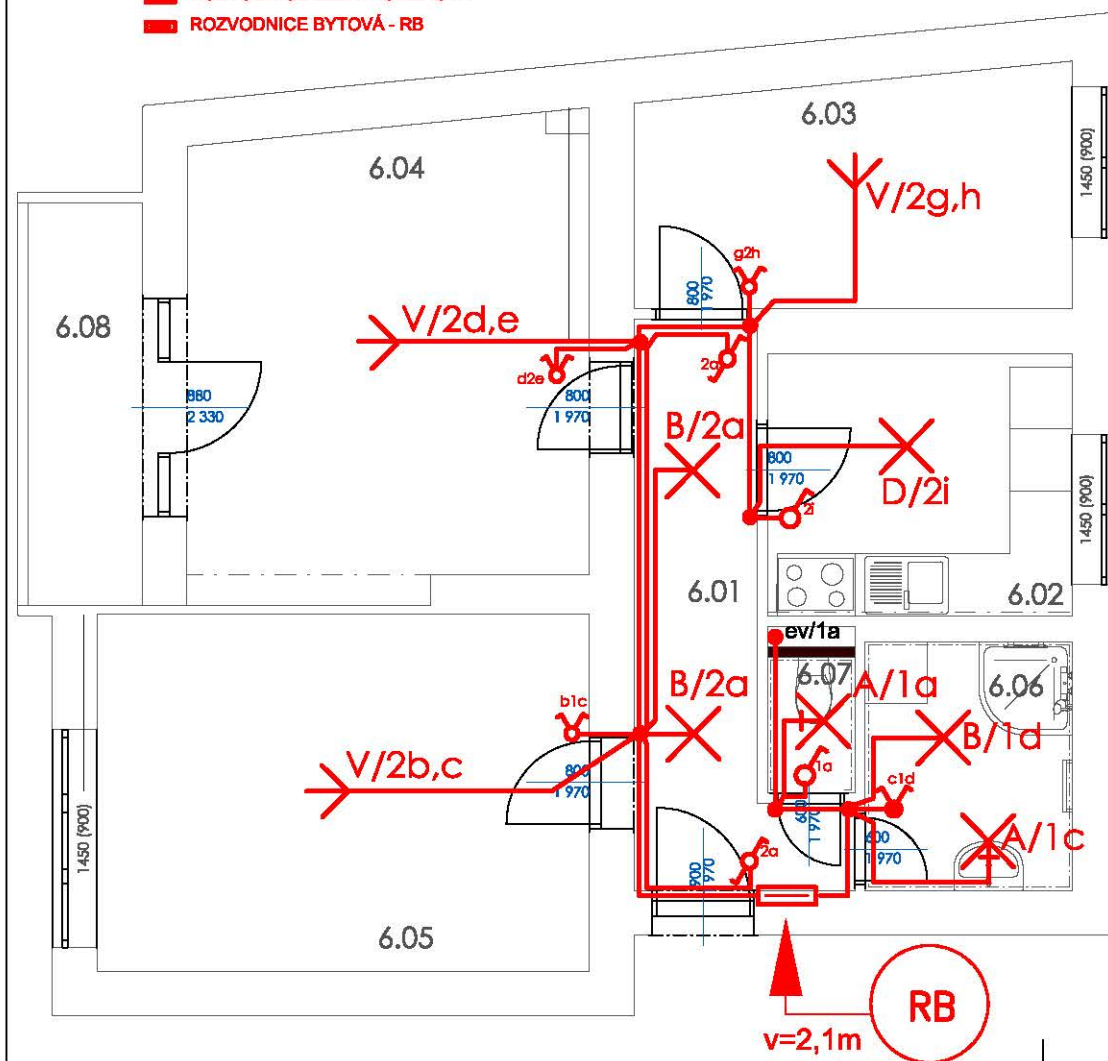 ROZVODNICE BYTOVÁ - RB
6.03
1450 (900)
6.04
V/2g,h
g2h
800
1 970
6.08
V/2d,e
d2e
2a
880
2 330
800
1 970
B/2a
800
1 970
D/2i
2i
1450 (900)
6.01
6.02
ev/1a
6.07
6.06
B/2a
A/1a
B/1d
b1c
V/2b,c
800
1 970
1a
c1d
600
1 970
600
1 970
A/1c
1450 (900)
2a
900
970
6.05
RB
v=2,1m